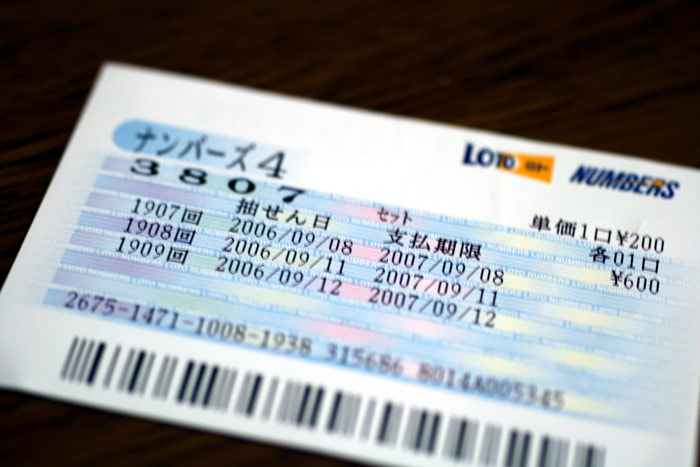 ナンバーズ4
LOTO NUMBERS
3807
セット 単価1口¥200
抽せん日 支払期限 各01口
1907回 2006/09/08 2007/09/08 ¥600
1908回 2006/09/11 2007/09/11
1909回 2006/09/12 2007/09/12
2675-1471-1008-1938 315686 8014A005345